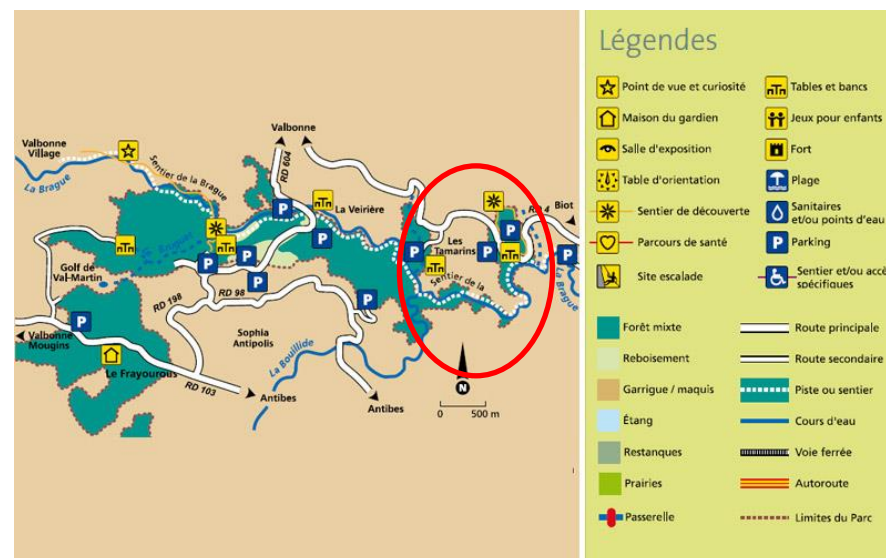 Légendes
Valbonne
Valbonne
Village
La Brague
Sentier de la Brague
RD 604
La Veirière
RD 4
Biot
Les
Tamarins
Sentier de la
La Brague
Golf de
Val-Martin
RD 198
RD 98
Sophia
Antipolis
La Bouillide
Valbonne
Mougins
Le Frayourous
RD 103
Antibes
Antibes
N
0 500 m
Point de vue et curiosité
Tables et bancs
Maison du gardien
Jeux pour enfants
Salle d'exposition
Fort
Table d'orientation
Plage
Sentier de découverte
Sanitaires
et/ou points d'eau
Parcours de santé
P Parking
Site escalade
Sentier et/ou accè
spécifiques
Forêt mixte
Route principale
Reboisement
Route secondaire
Garrigue / maquis
Piste ou sentier
Étang
Cours d'eau
Restanques
Voie ferrée
Prairies
Autoroute
Passerelle
Limites du Parc